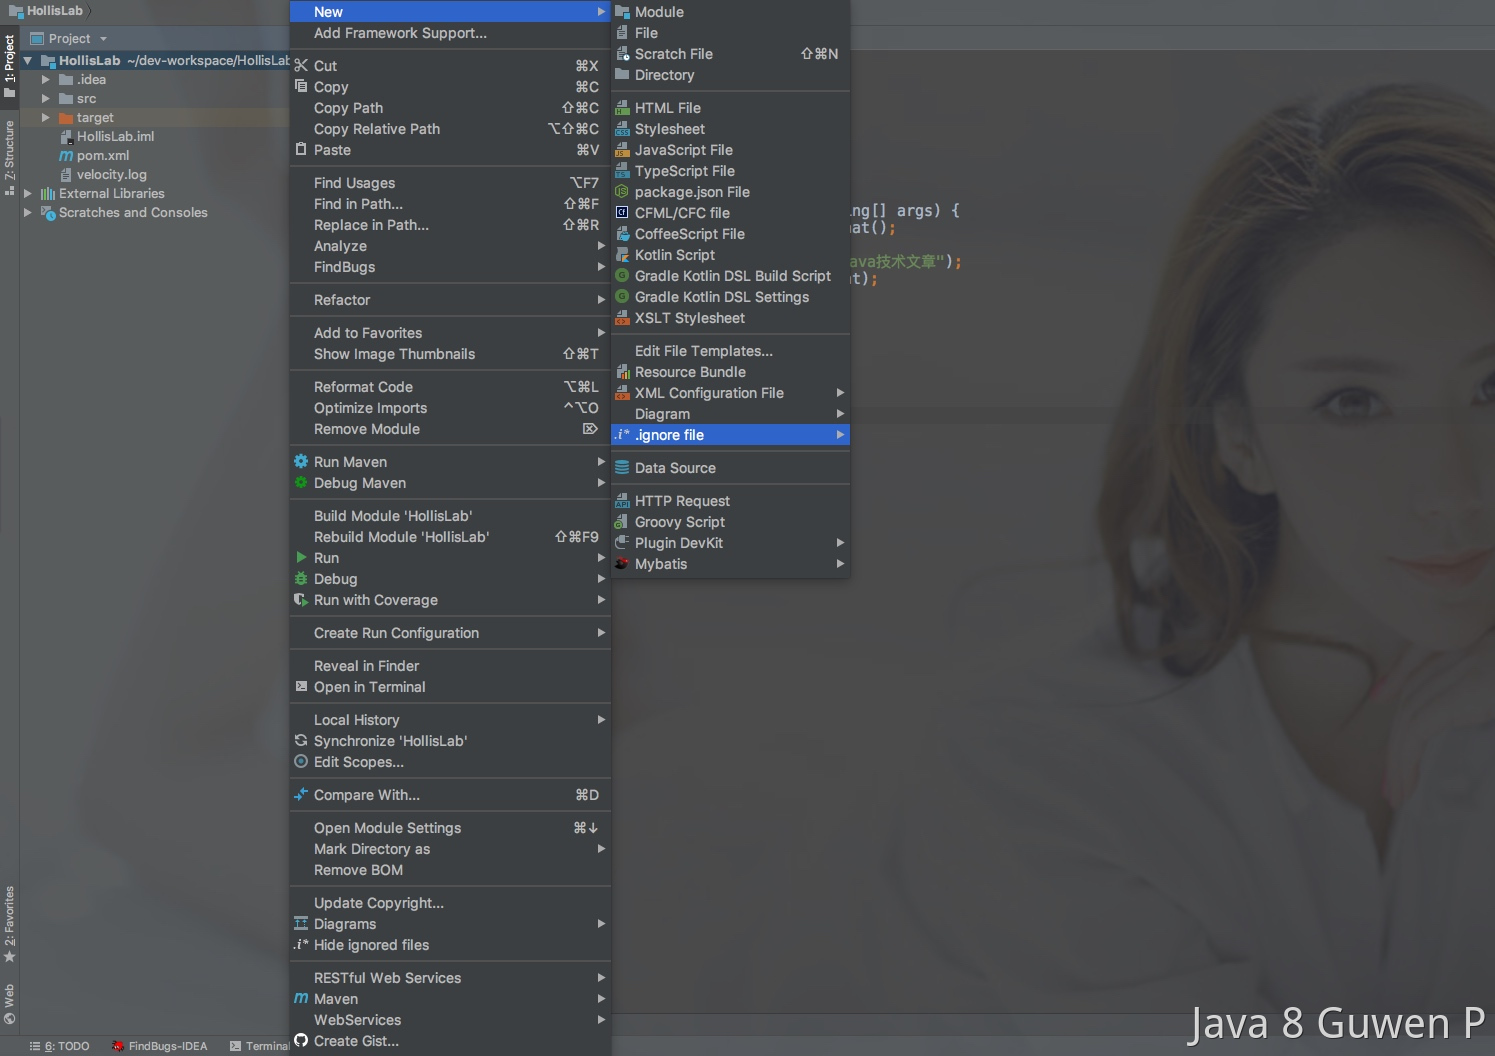 HollisLab
Project
HollisLab ~/dev-workspace/HollisLab
.idea
src
target
HollisLab.iml
pom.xml
velocity.log
External Libraries
Scratches and Consoles
1: Project
7: Structure
2: Favorites
Web
New
Add Framework Support...
Cut ⌘X
Copy ⌘C
Copy Path ⇧⌘C
Copy Relative Path ⌥⇧⌘C
Paste ⌘V
Find Usages ⌥F7
Find in Path... ⇧⌘F
Replace in Path... ⇧⌘R
Analyze
FindBugs
Refactor
Add to Favorites
Show Image Thumbnails ⇧⌘T
Reformat Code ⌥⌘L
Optimize Imports ^⌥O
Remove Module ⌦
Run Maven
Debug Maven
Build Module 'HollisLab'
Rebuild Module 'HollisLab' ⇧⌘F9
Run
Debug
Run with Coverage
Create Run Configuration
Reveal in Finder
Open in Terminal
Local History
Synchronize 'HollisLab'
Edit Scopes...
Compare With... ⌘D
Open Module Settings ⌘↓
Mark Directory as
Remove BOM
Update Copyright...
Diagrams
.i* Hide ignored files
RESTful Web Services
Maven
WebServices
Create Gist...
Module
File
Scratch File ⇧⌘N
Directory
HTML File
Stylesheet
JavaScript File
TypeScript File
package.json File
CFML/CFC file
CoffeeScript File
Kotlin Script
Gradle Kotlin DSL Build Script
Gradle Kotlin DSL Settings
XSLT Stylesheet
Edit File Templates...
Resource Bundle
XML Configuration File
Diagram
.i* .ignore file
Data Source
HTTP Request
Groovy Script
Plugin DevKit
Mybatis
ng[] args) {
at();
ava技术文章");
t);
6: TODO
FindBugs-IDEA
Terminal
Java 8 Guwen P